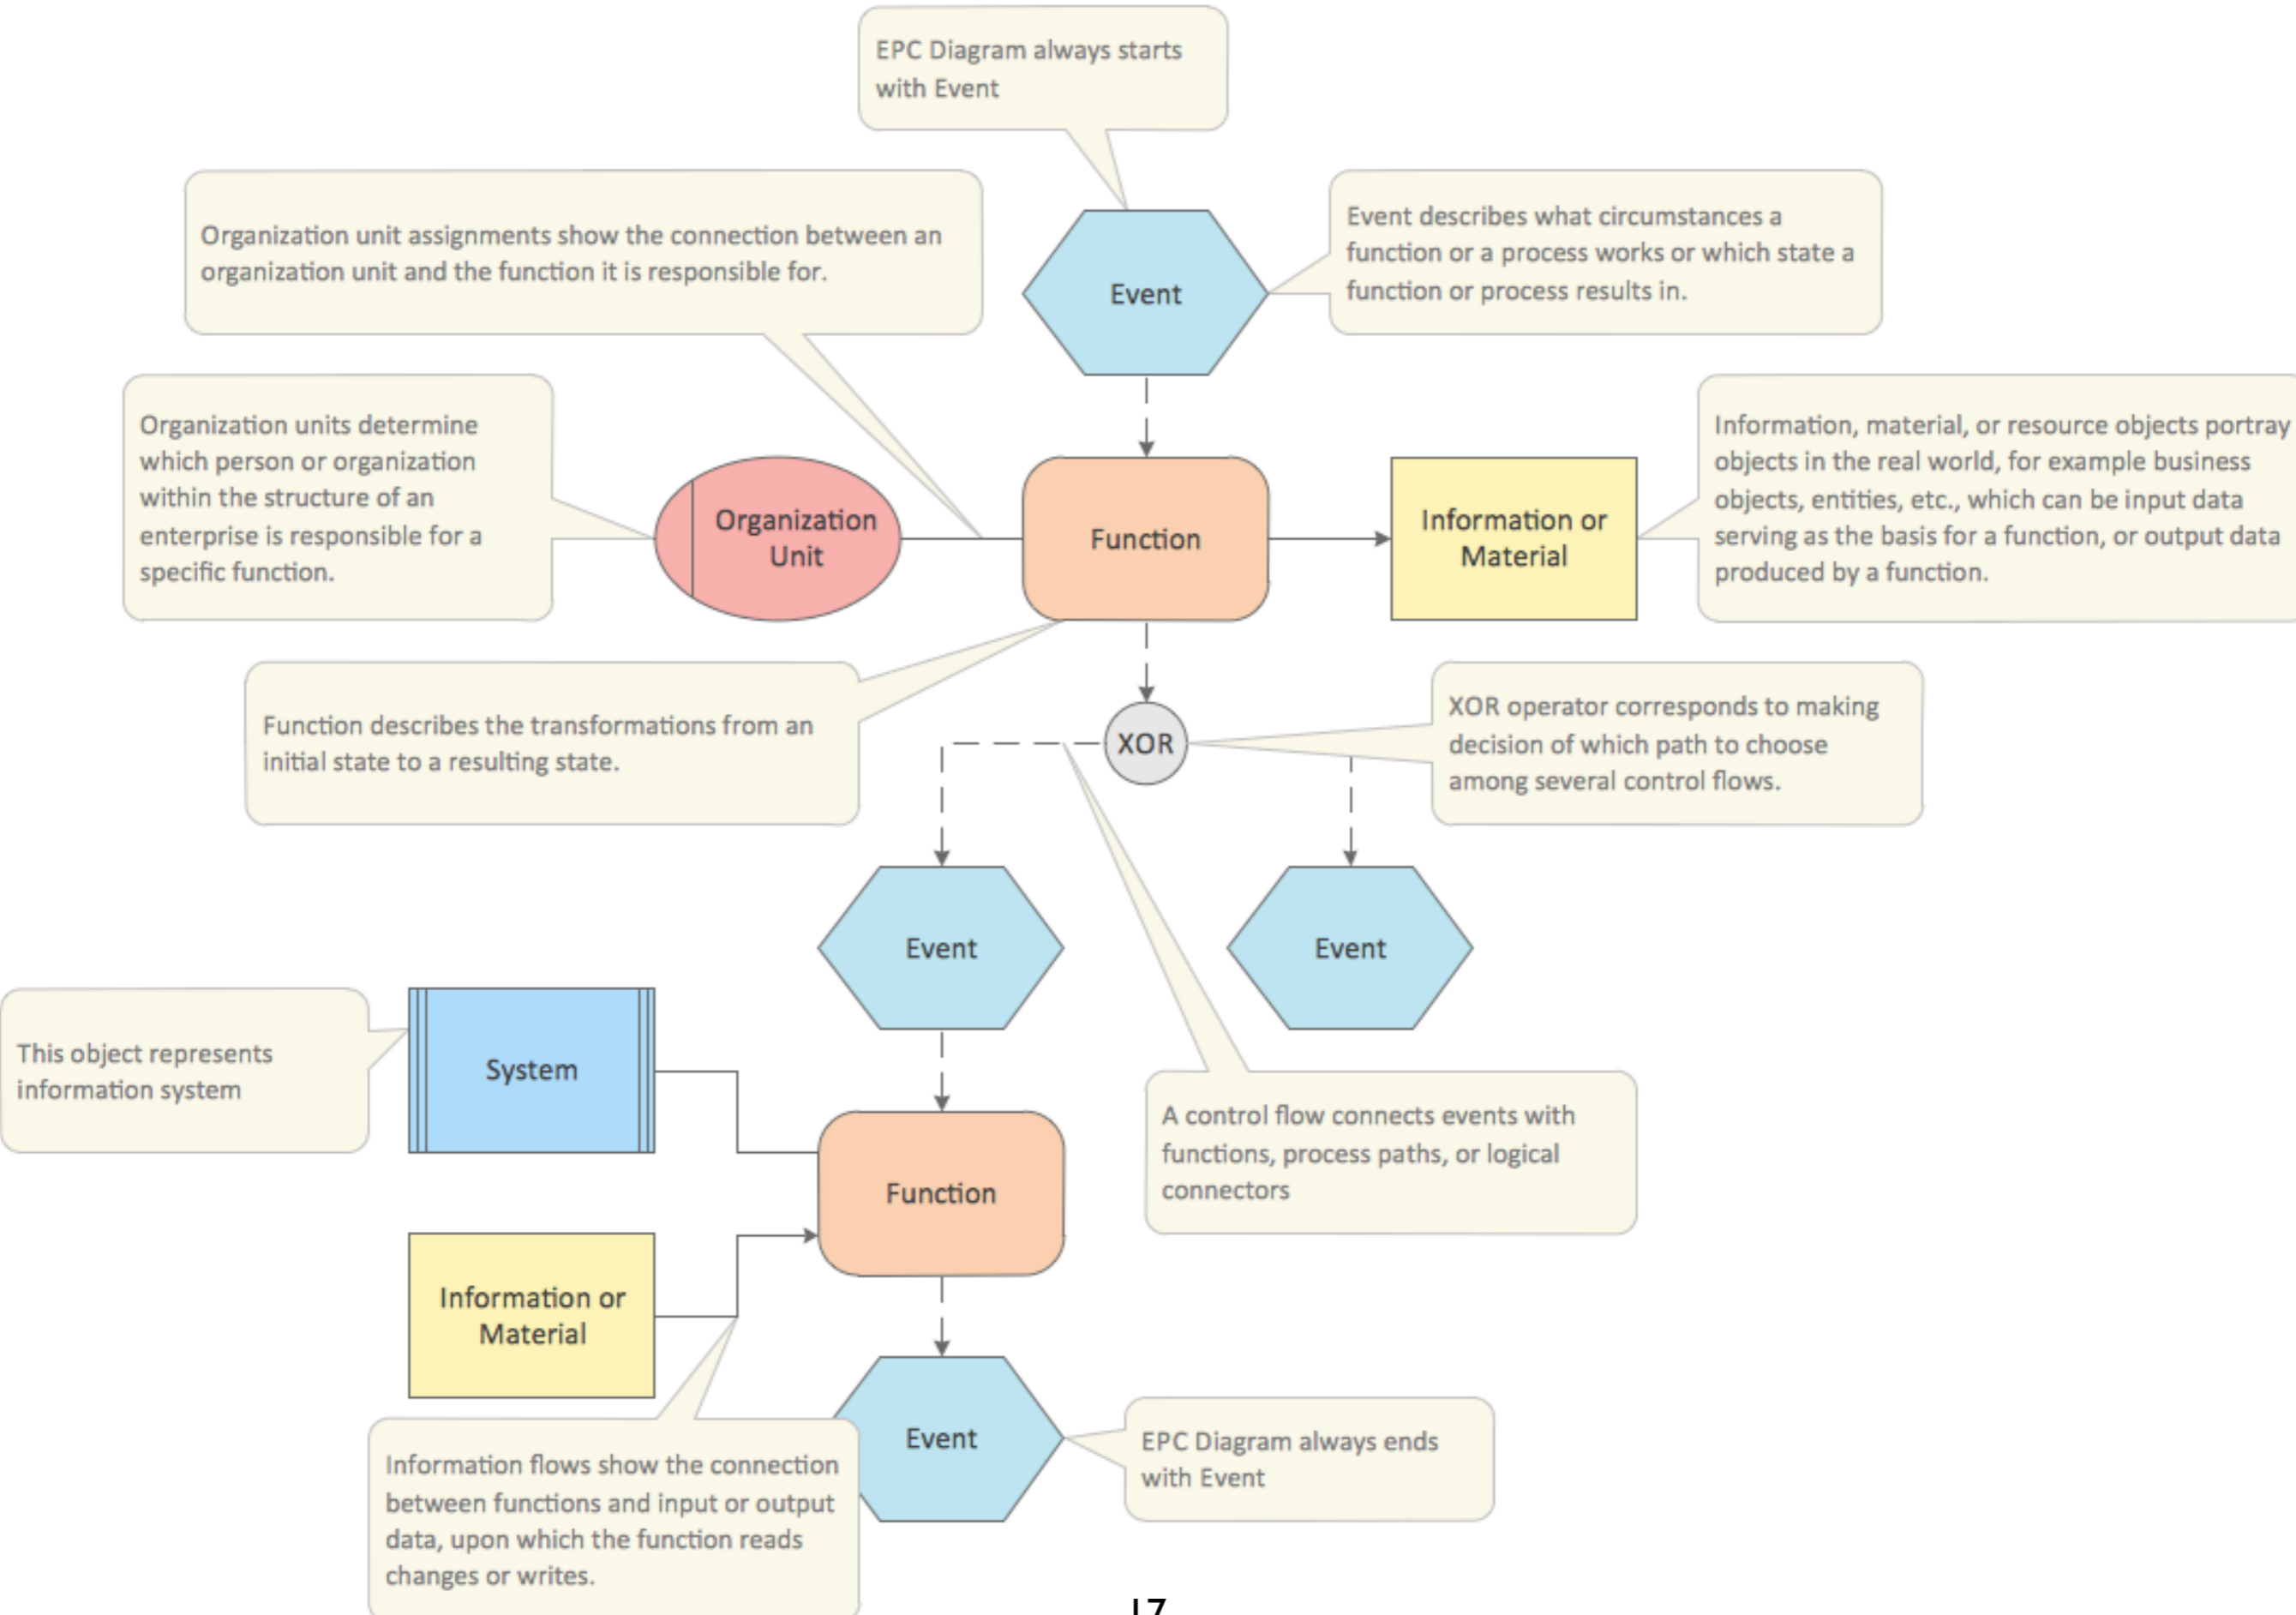 EPC Diagram always starts
with Event
Organization unit assignments show the connection between an
organization unit and the function it is responsible for.
Event
Event describes what circumstances a
function or a process works or which state a
function or process results in.
Organization units determine
which person or organization
within the structure of an
enterprise is responsible for a
specific function.
Organization
Unit
Function
Information or
Material
Information, material, or resource objects portray
objects in the real world, for example business
objects, entities, etc., which can be input data
serving as the basis for a function, or output data
produced by a function.
Function describes the transformations from an
initial state to a resulting state.
XOR
XOR operator corresponds to making
decision of which path to choose
among several control flows.
Event
Event
This object represents
information system
System
Function
A control flow connects events with
functions, process paths, or logical
connectors
Information or
Material
Information flows show the connection
between functions and input or output
data, upon which the function reads
changes or writes.
Event
EPC Diagram always ends
with Event
17